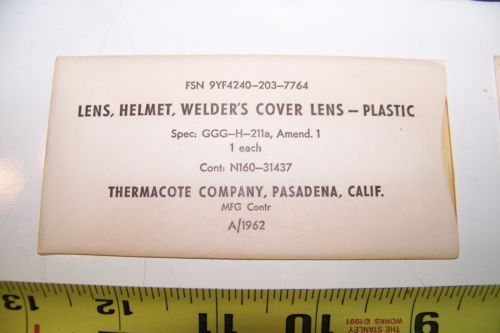 FSN 9YF4240-203-7764
LENS, HELMET, WELDER'S COVER LENS — PLASTIC
Spec: GGG-H-211a, Amend. 1
1 each
Cont: N160-31437
THERMACOTE COMPANY, PASADENA, CALIF.
MFG Contr
A/1962
13 12 11 10 9
© THE STANLEY
1991